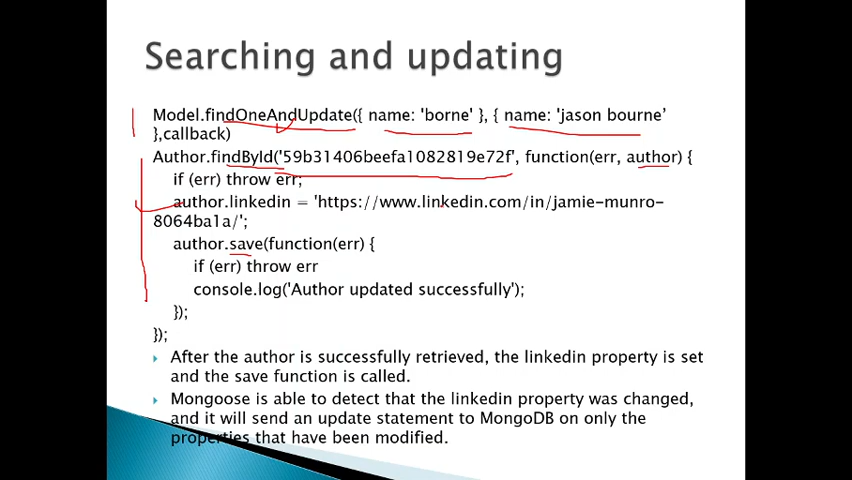 Searching and updating
Model.findOneAndUpdate({ name: 'borne' }, { name: 'jason bourne’
},callback)
Author.findById('59b31406beefa1082819e72f', function(err, author) {
if (err) throw err;
author.linkedin = 'https://www.linkedin.com/in/jamie-munro-
8064ba1a/';
author.save(function(err) {
if (err) throw err
console.log('Author updated successfully');
});
});
After the author is successfully retrieved, the linkedin property is set
and the save function is called.
Mongoose is able to detect that the linkedin property was changed,
and it will send an update statement to MongoDB on only the
properties that have been modified.